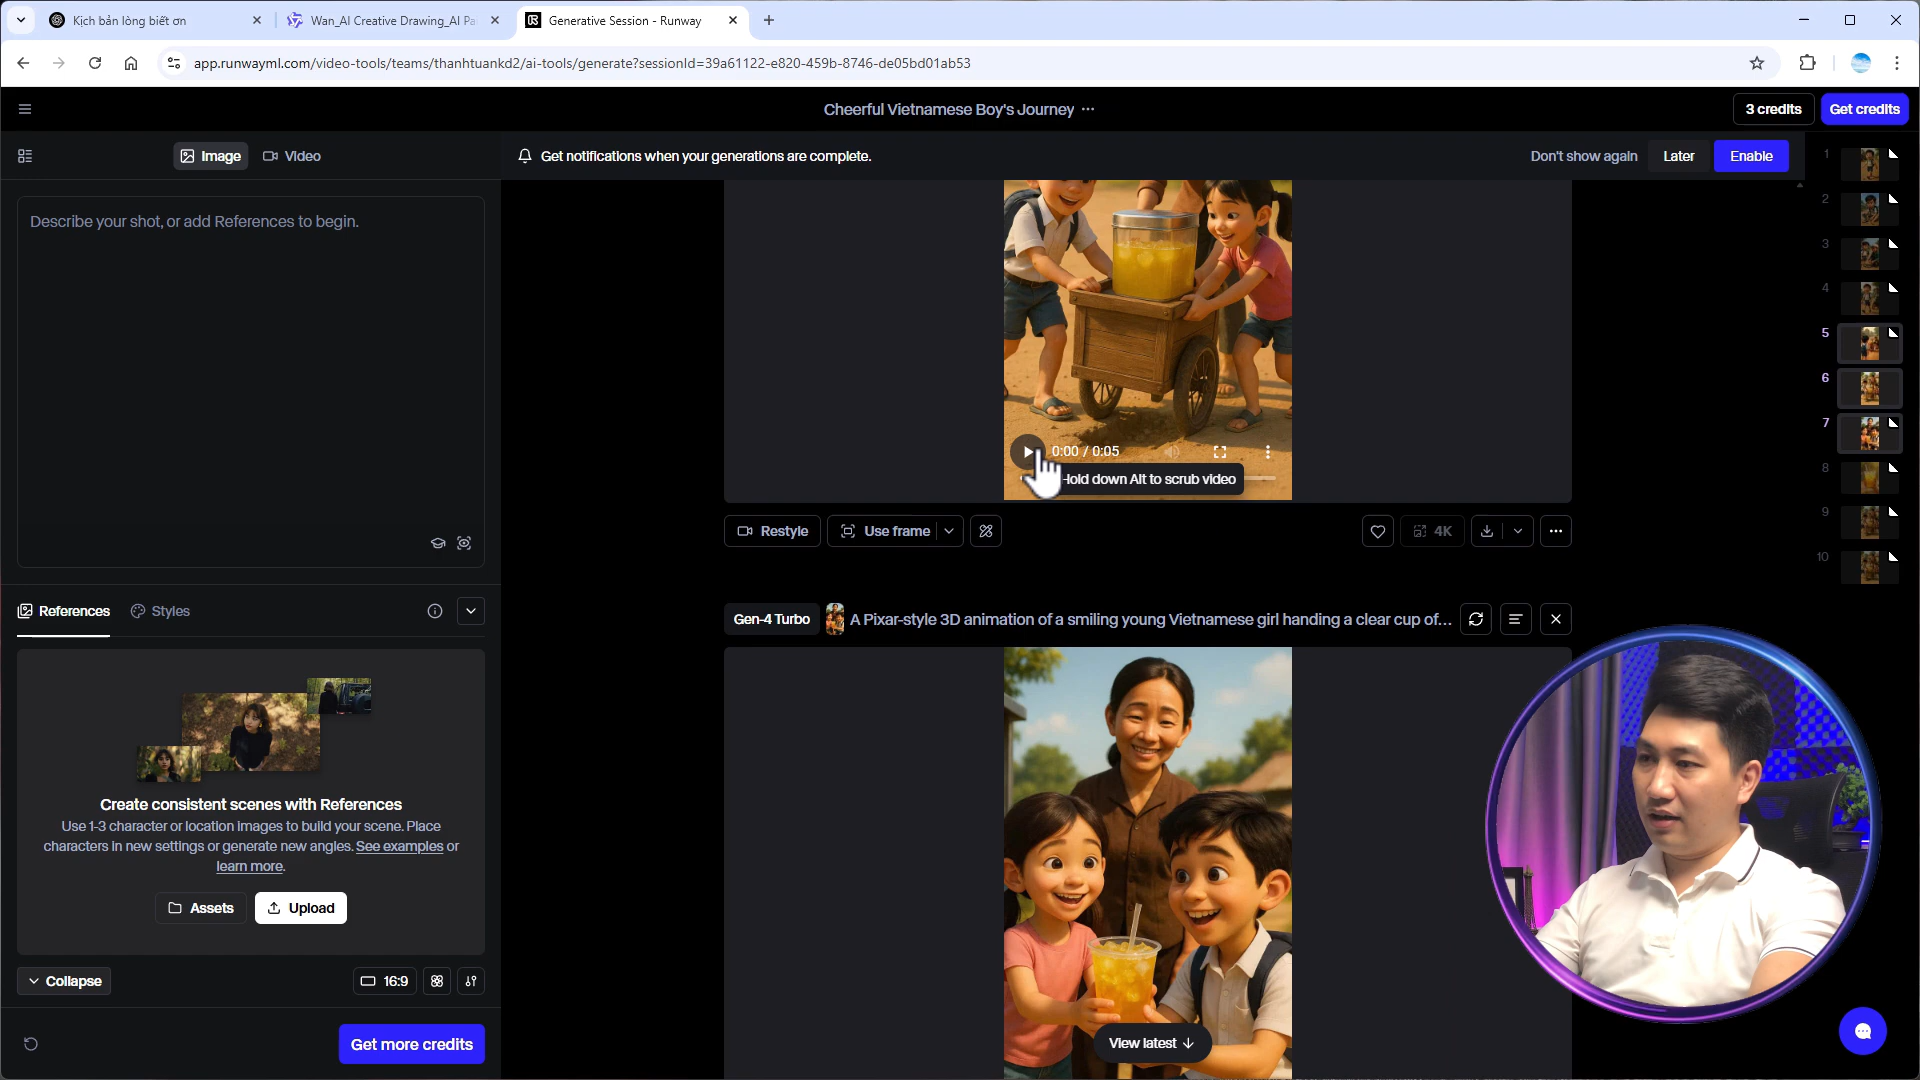 Kịch bản lòng biết ơn
Wan_AI Creative Drawing_AI Pa
Generative Session - Runway
app.runwayml.com/video-tools/teams/thanhtuankd2/ai-tools/generate?sessionId=39a61122-e820-459b-8746-de05bd01ab53
Cheerful Vietnamese Boy's Journey
3 credits
Get credits
Image
Video
Get notifications when your generations are complete.
Don't show again
Later
Enable
Describe your shot, or add References to begin.
1
2
3
4
5
6
7
8
9
10
0:00 / 0:05
Hold down Alt to scrub video
Restyle
Use frame
4K
References
Styles
Gen-4 Turbo
A Pixar-style 3D animation of a smiling young Vietnamese girl handing a clear cup of...
Create consistent scenes with References
Use 1-3 character or location images to build your scene. Place
characters in new settings or generate new angles. See examples or
learn more.
Assets
Upload
Collapse
16:9
Get more credits
View latest